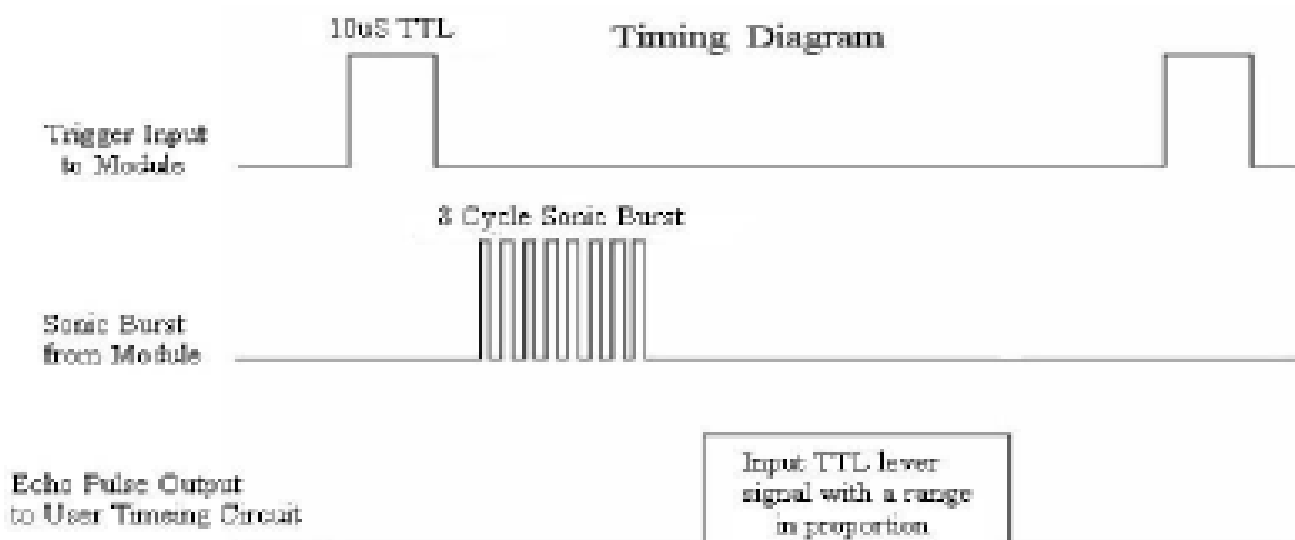 10uS TTL
Timing Diagram
Trigger Input
to Module
8 Cycle Sonic Burst
Sonic Burst
from Module
Input TTL lever
signal with a range
in proportion
Echo Pulse Output
to User Timeing Circuit